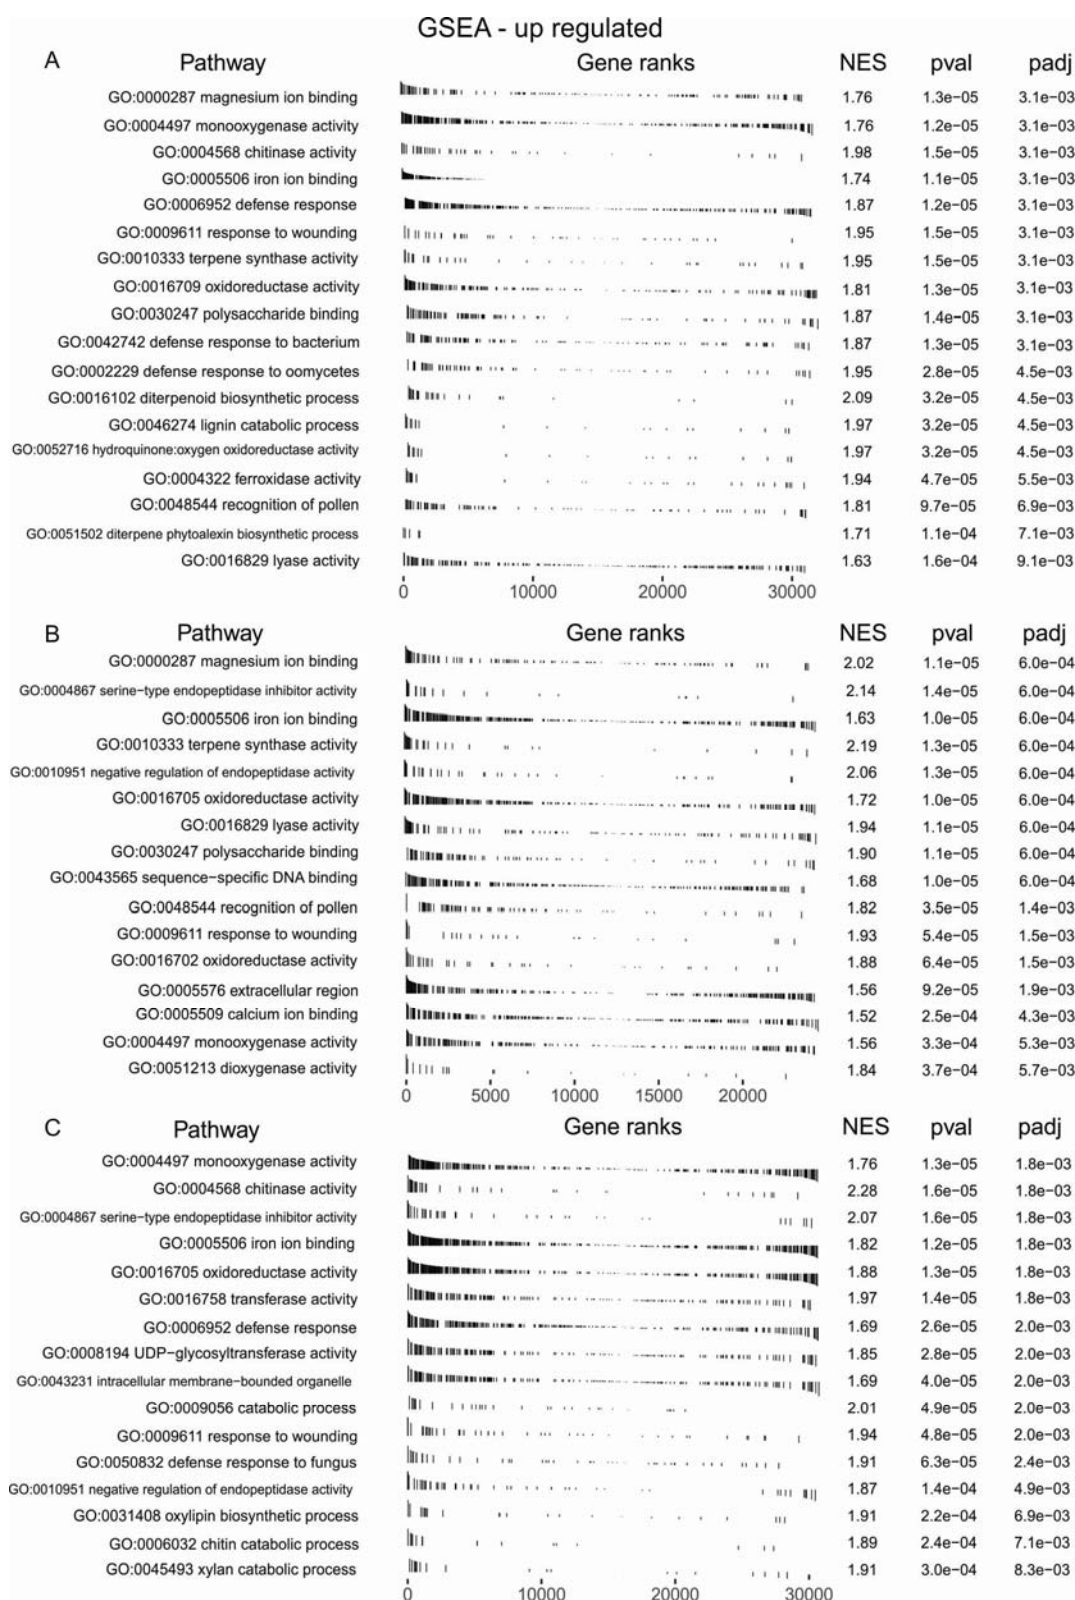 GSEA - up regulated
A Pathway Gene ranks NES pval padj
GO:0000287 magnesium ion binding 1.76 1.3e−05 3.1e−03
GO:0004497 monooxygenase activity 1.76 1.2e−05 3.1e−03
GO:0004568 chitinase activity 1.98 1.5e−05 3.1e−03
GO:0005506 iron ion binding 1.74 1.1e−05 3.1e−03
GO:0006952 defense response 1.87 1.2e−05 3.1e−03
GO:0009611 response to wounding 1.95 1.5e−05 3.1e−03
GO:0010333 terpene synthase activity 1.95 1.5e−05 3.1e−03
GO:0016709 oxidoreductase activity 1.81 1.3e−05 3.1e−03
GO:0030247 polysaccharide binding 1.87 1.4e−05 3.1e−03
GO:0042742 defense response to bacterium 1.87 1.3e−05 3.1e−03
GO:0002229 defense response to oomycetes 1.95 2.8e−05 4.5e−03
GO:0016102 diterpenoid biosynthetic process 2.09 3.2e−05 4.5e−03
GO:0046274 lignin catabolic process 1.97 3.2e−05 4.5e−03
GO:0052716 hydroquinone:oxygen oxidoreductase activity 1.97 3.2e−05 4.5e−03
GO:0004322 ferroxidase activity 1.94 4.7e−05 5.5e−03
GO:0048544 recognition of pollen 1.81 9.7e−05 6.9e−03
GO:0051502 diterpene phytoalexin biosynthetic process 1.71 1.1e−04 7.1e−03
GO:0016829 lyase activity 1.63 1.6e−04 9.1e−03
0 10000 20000 30000
B Pathway Gene ranks NES pval padj
GO:0000287 magnesium ion binding 2.02 1.1e−05 6.0e−04
GO:0004867 serine−type endopeptidase inhibitor activity 2.14 1.4e−05 6.0e−04
GO:0005506 iron ion binding 1.63 1.0e−05 6.0e−04
GO:0010333 terpene synthase activity 2.19 1.3e−05 6.0e−04
GO:0010951 negative regulation of endopeptidase activity 2.06 1.3e−05 6.0e−04
GO:0016705 oxidoreductase activity 1.72 1.0e−05 6.0e−04
GO:0016829 lyase activity 1.94 1.1e−05 6.0e−04
GO:0030247 polysaccharide binding 1.90 1.1e−05 6.0e−04
GO:0043565 sequence−specific DNA binding 1.68 1.0e−05 6.0e−04
GO:0048544 recognition of pollen 1.82 3.5e−05 1.4e−03
GO:0009611 response to wounding 1.93 5.4e−05 1.5e−03
GO:0016702 oxidoreductase activity 1.88 6.4e−05 1.5e−03
GO:0005576 extracellular region 1.56 9.2e−05 1.9e−03
GO:0005509 calcium ion binding 1.52 2.5e−04 4.3e−03
GO:0004497 monooxygenase activity 1.56 3.3e−04 5.3e−03
GO:0051213 dioxygenase activity 1.84 3.7e−04 5.7e−03
0 5000 10000 15000 20000
C Pathway Gene ranks NES pval padj
GO:0004497 monooxygenase activity 1.76 1.3e−05 1.8e−03
GO:0004568 chitinase activity 2.28 1.6e−05 1.8e−03
GO:0004867 serine−type endopeptidase inhibitor activity 2.07 1.6e−05 1.8e−03
GO:0005506 iron ion binding 1.82 1.2e−05 1.8e−03
GO:0016705 oxidoreductase activity 1.88 1.3e−05 1.8e−03
GO:0016758 transferase activity 1.97 1.4e−05 1.8e−03
GO:0006952 defense response 1.69 2.6e−05 2.0e−03
GO:0008194 UDP−glycosyltransferase activity 1.85 2.8e−05 2.0e−03
GO:0043231 intracellular membrane−bounded organelle 1.69 4.0e−05 2.0e−03
GO:0009056 catabolic process 2.01 4.9e−05 2.0e−03
GO:0009611 response to wounding 1.94 4.8e−05 2.0e−03
GO:0050832 defense response to fungus 1.91 6.3e−05 2.4e−03
GO:0010951 negative regulation of endopeptidase activity 1.87 1.4e−04 4.9e−03
GO:0031408 oxylipin biosynthetic process 1.91 2.2e−04 6.9e−03
GO:0006032 chitin catabolic process 1.89 2.4e−04 7.1e−03
GO:0045493 xylan catabolic process 1.91 3.0e−04 8.3e−03
0 10000 20000 30000